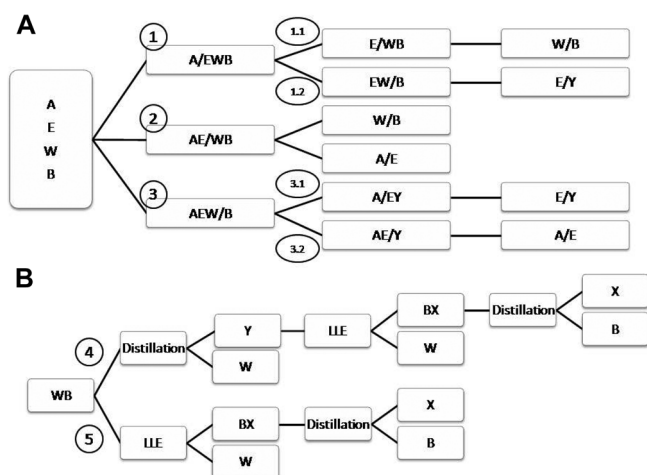 A
A
E
W
B
1
A/EWB
1.1
E/WB
W/B
1.2
EW/B
E/Y
2
AE/WB
W/B
A/E
3
AEW/B
3.1
A/EY
E/Y
3.2
AE/Y
A/E
B
WB
4
Distillation
Y
LLE
BX
Distillation
X
B
W
W
5
LLE
BX
Distillation
X
B
W